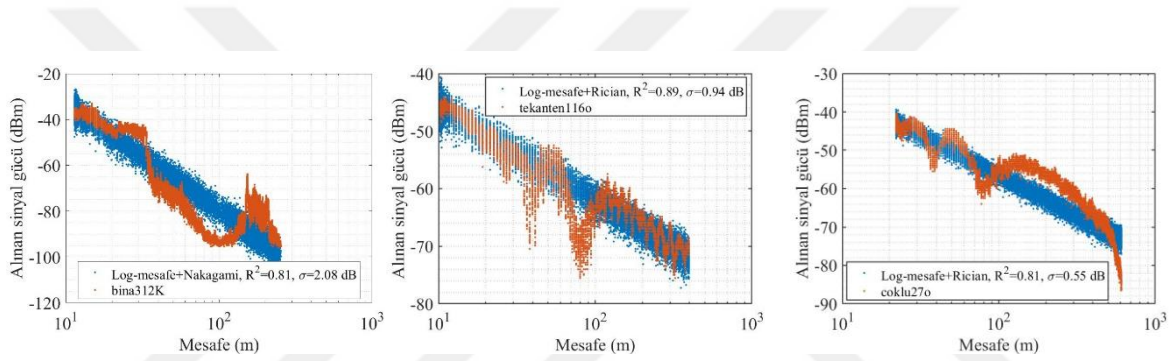 -20
-40
-60
-80
-100
-120
Alınan sinyal gücü (dBm)
Log-mesafe+Nakagami, R²=0.81, σ=2.08 dB
bina312K
10¹
10²
10³
Mesafe (m)
-40
-50
-60
-70
-80
Alınan sinyal gücü (dBm)
Log-mesafe+Rician, R²=0.89, σ=0.94 dB
tekanten116o
10¹
10²
10³
Mesafe (m)
-30
-40
-50
-60
-70
-80
-90
Alınan sinyal gücü (dBm)
Log-mesafe+Rician, R²=0.81, σ=0.55 dB
coklu27o
10¹
10²
10³
Mesafe (m)